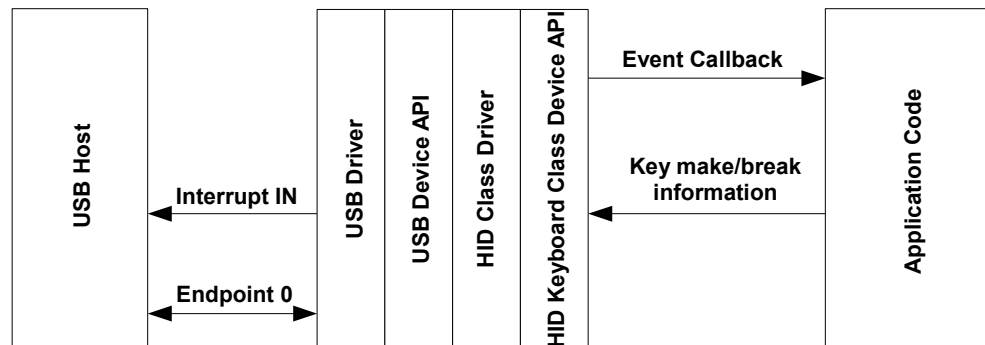 USB Host
Interrupt IN
Endpoint 0
USB Driver
USB Device API
HID Class Driver
HID Keyboard Class Device API
Event Callback
Key make/break
information
Application Code